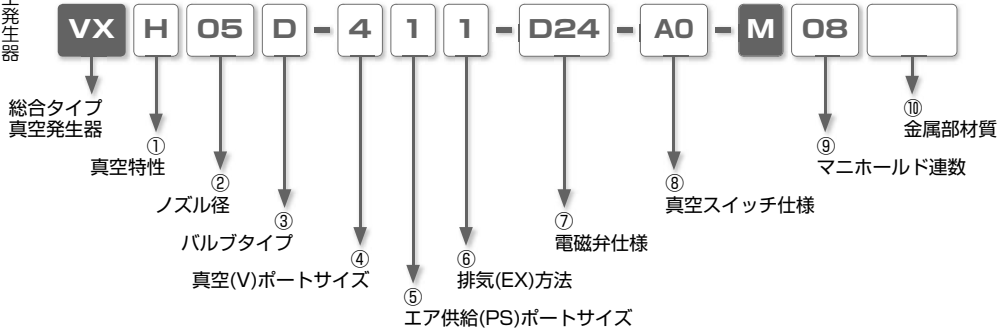 生発生器
VX H 05 D - 4 1 1 - D24 - A0 - M 08
総合タイプ
真空発生器
①
真空特性
②
ノズル径
③
バルブタイプ
④
真空(V)ポートサイズ
⑤
エア供給(PS)ポートサイズ
⑥
排気(EX)方法
⑦
電磁弁仕様
⑧
真空スイッチ仕様
⑨
マニホールド連数
⑩
金属部材質